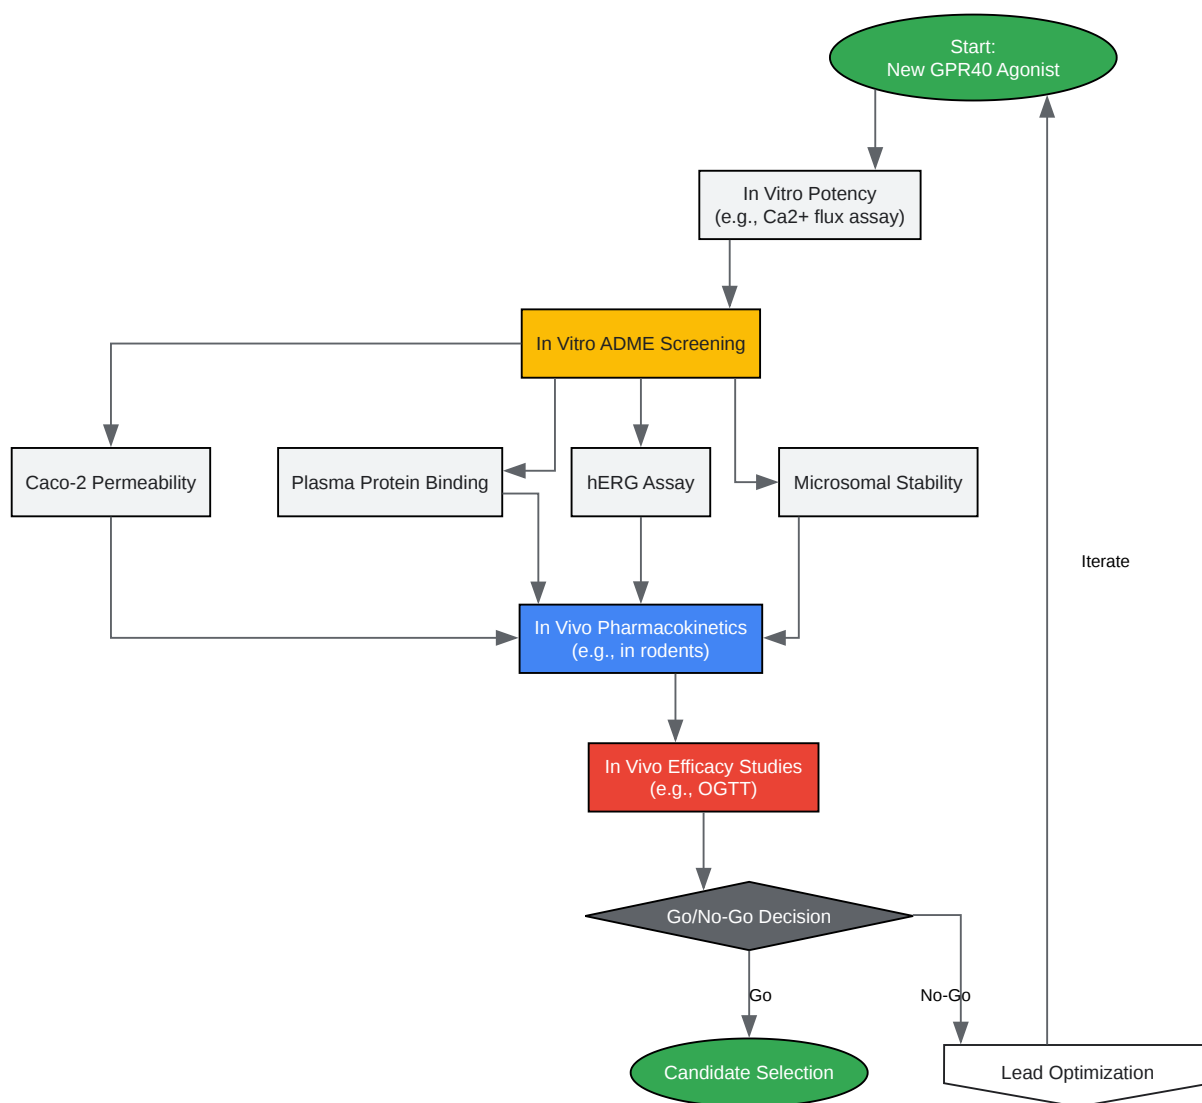 Start:
New GPR40 Agonist
In Vitro Potency
(e.g., Ca2+ flux assay)
In Vitro ADME Screening
Caco-2 Permeability
Plasma Protein Binding
hERG Assay
Microsomal Stability
Iterate
In Vivo Pharmacokinetics
(e.g., in rodents)
In Vivo Efficacy Studies
(e.g., OGTT)
Go/No-Go Decision
Go
No-Go
Candidate Selection
Lead Optimization